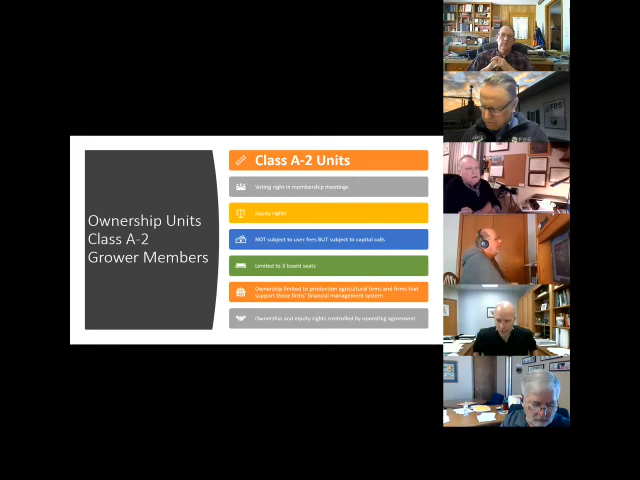 Ownership Units
Class A-2
Grower Members
Class A-2 Units
Voting right in membership meetings
Equity rights
NOT subject to user fees BUT subject to capital calls
Limited to 3 board seats
Ownership limited to production agricultural firms and firms that
support those firms' financial management system
Ownership and equity rights controlled by operating agreement
FBS